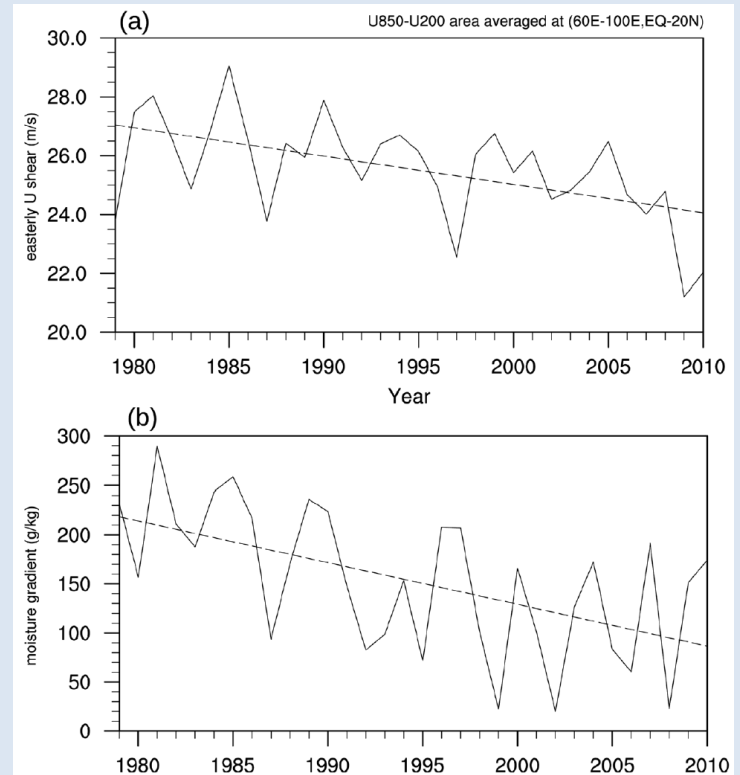 (a)
U850-U200 area averaged at (60E-100E,EQ-20N)
30.0
28.0
26.0
24.0
22.0
20.0
easterly U shear (m/s)
1980 1985 1990 1995 2000 2005 2010
Year
(b)
300
250
200
150
100
50
0
moisture gradient (g/kg)
1980 1985 1990 1995 2000 2005 2010